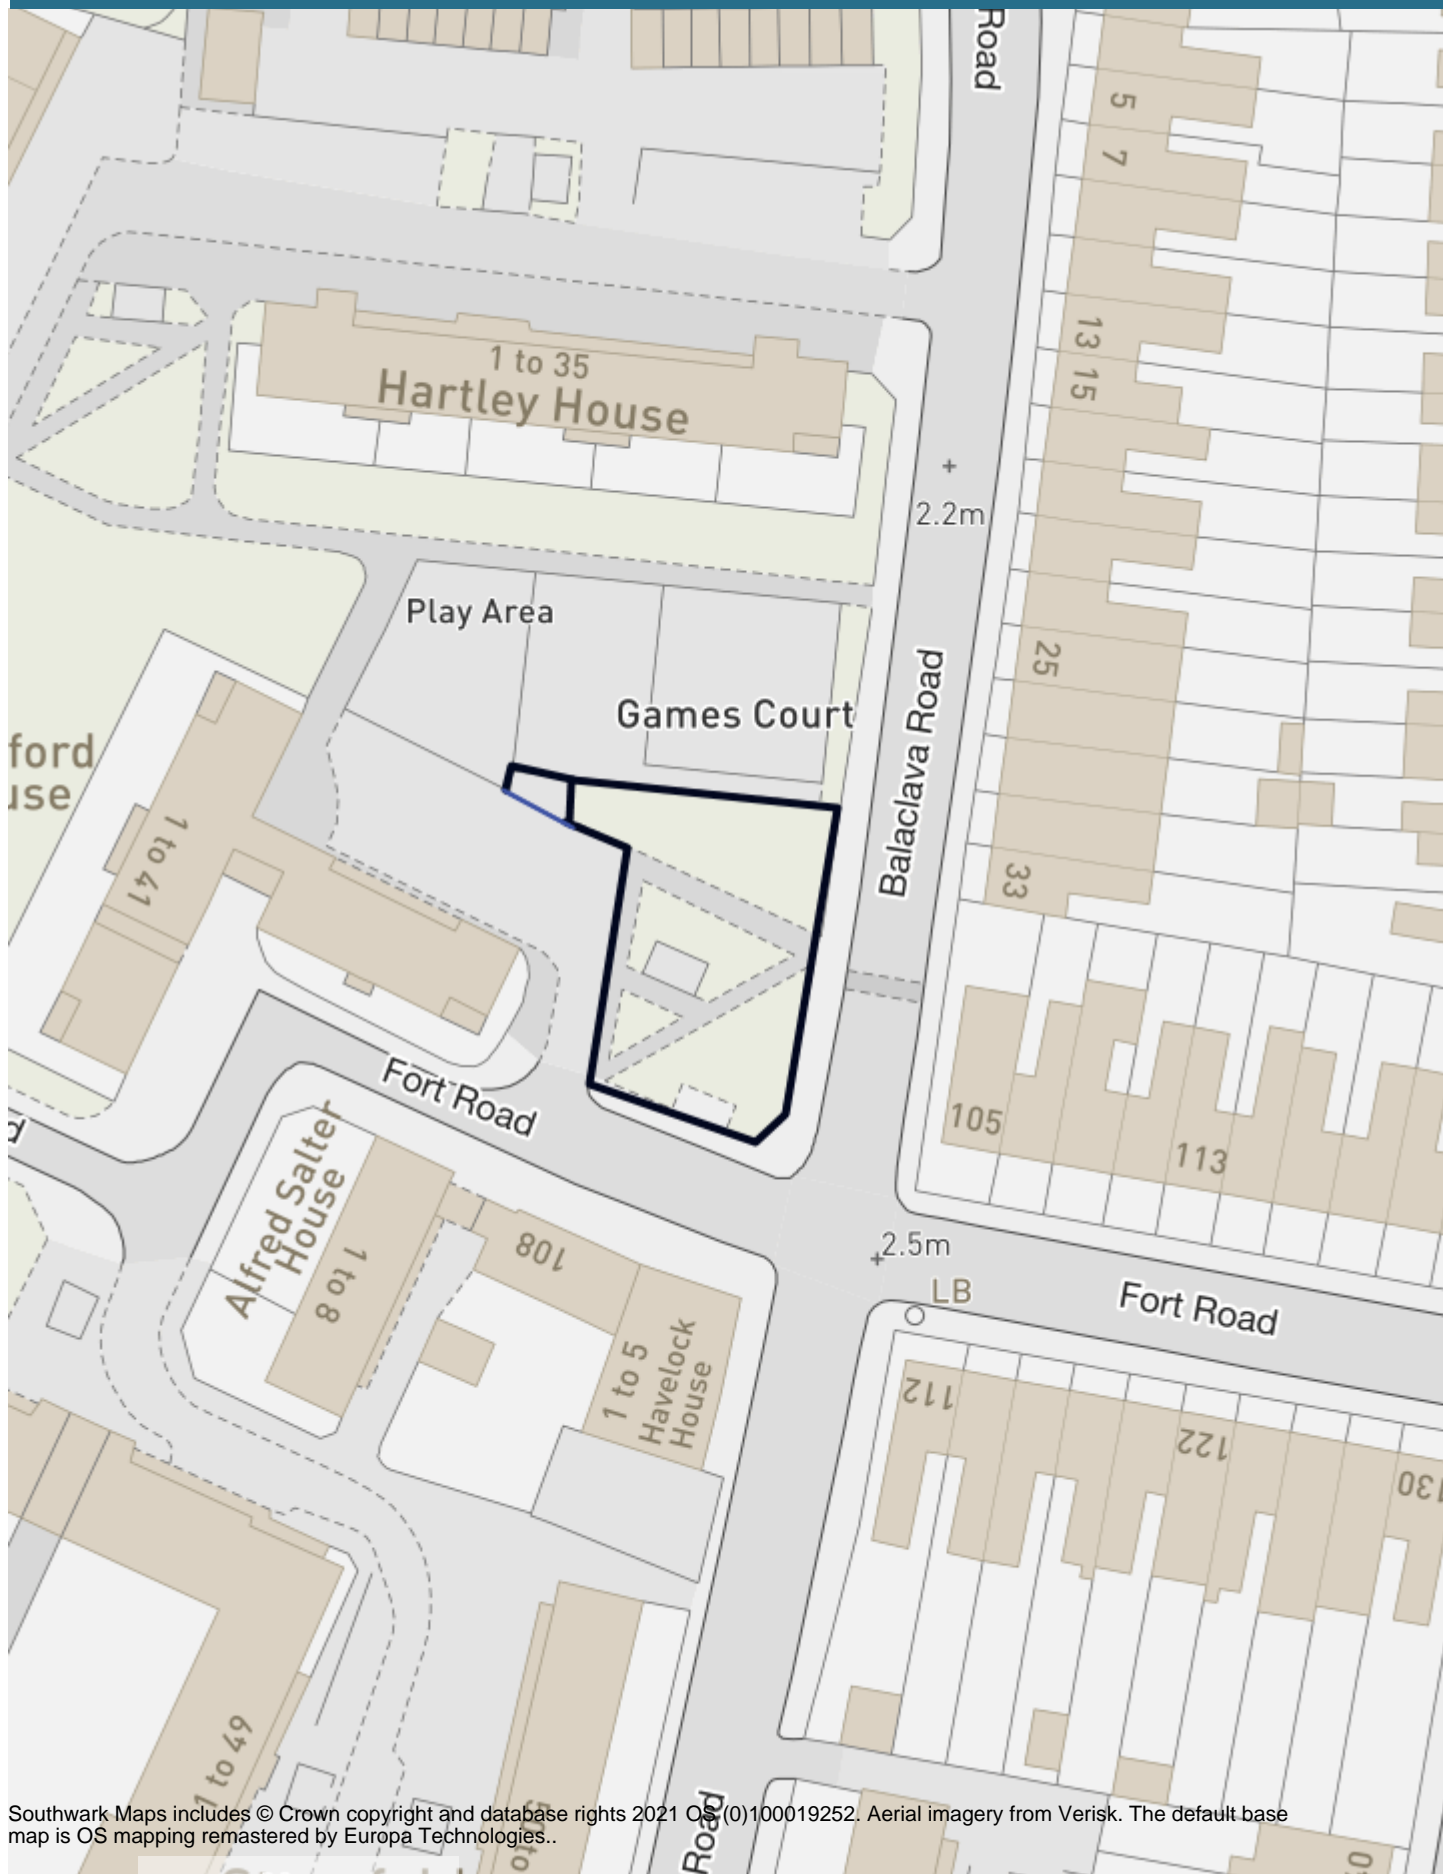 Road
5
7
1 to 35
Hartley House
13
15
2.2m
Play Area
25
Games Court
ford
use
Balaclava Road
1 to 41
33
Fort Road
105
113
d
Alfred Salter
House
1 to 8
108
2.5m
LB
Fort Road
1 to 5
Havelock
House
112
122
130
1 to 49
Road
Southwark Maps includes © Crown copyright and database rights 2021 OS (0)100019252. Aerial imagery from Verisk. The default base
map is OS mapping remastered by Europa Technologies..